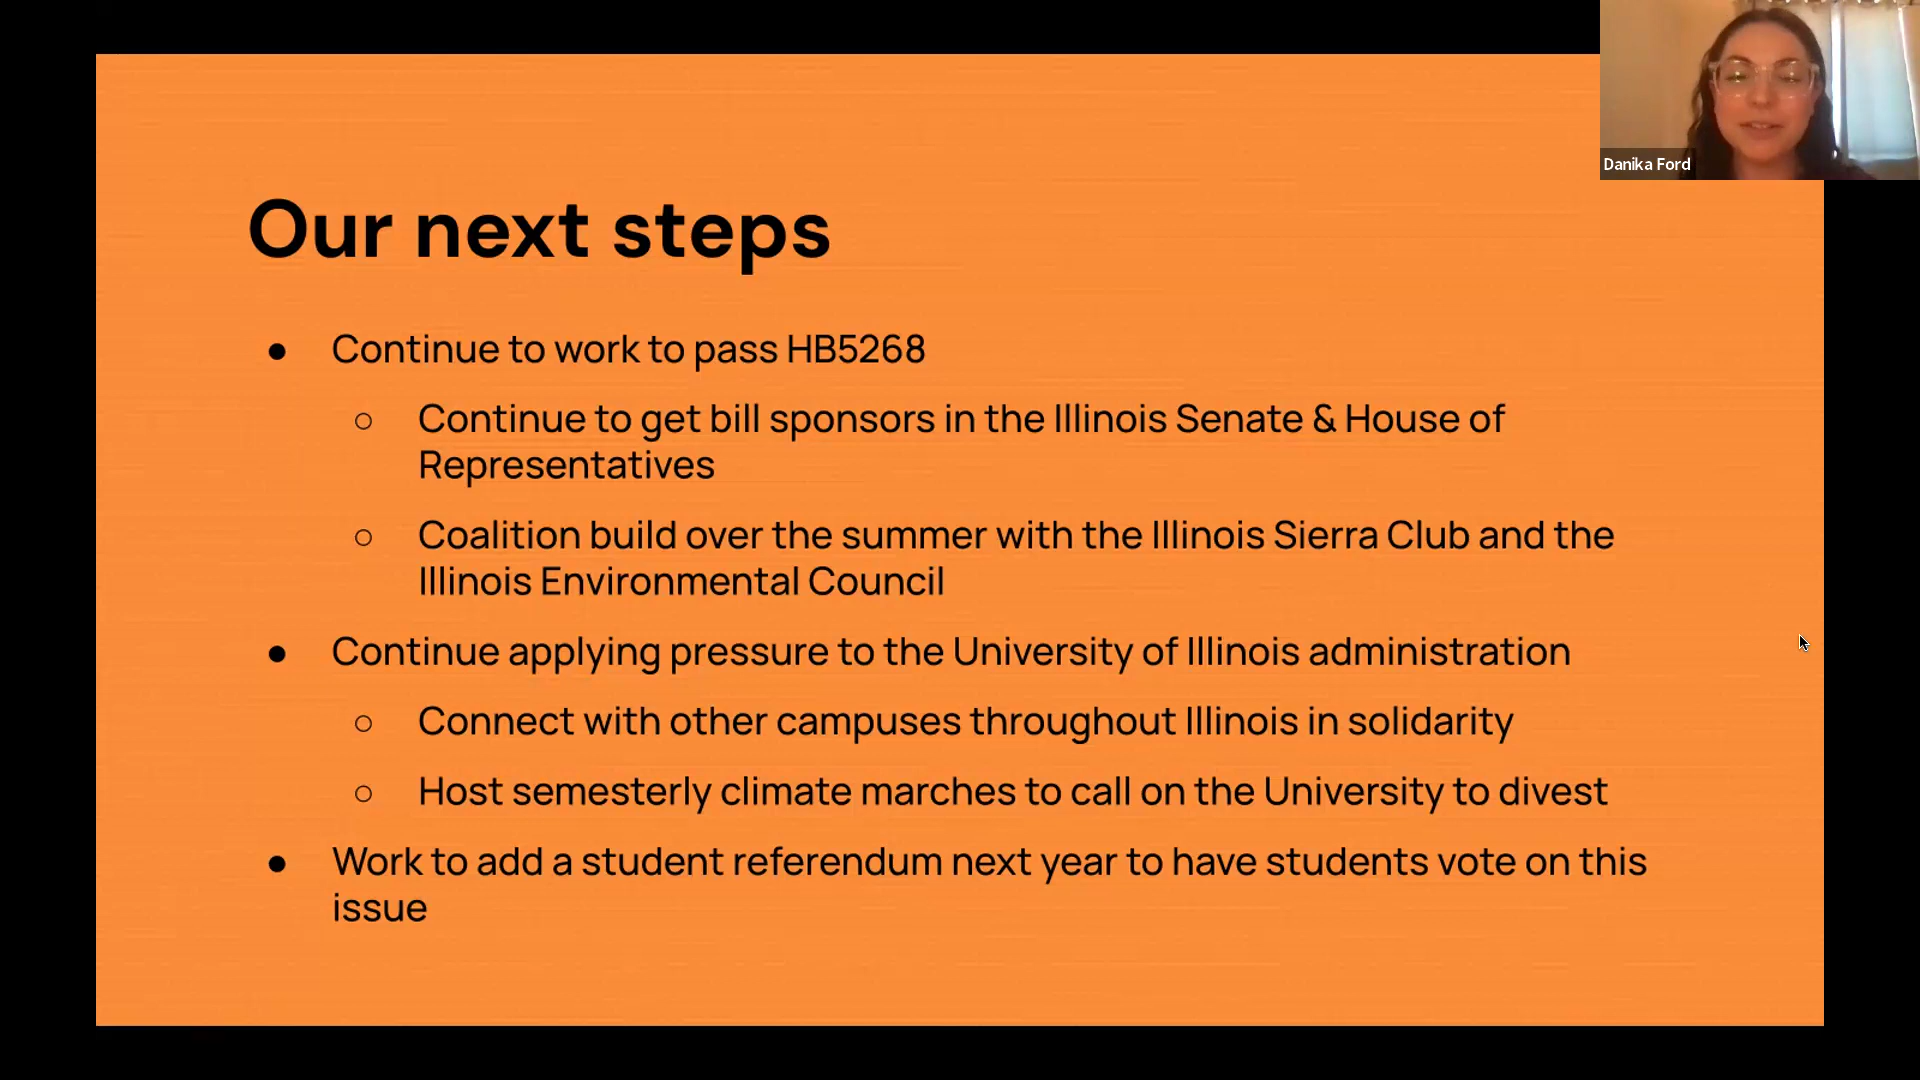 Danika Ford
Our next steps
● Continue to work to pass HB5268
○ Continue to get bill sponsors in the Illinois Senate & House of
Representatives
○ Coalition build over the summer with the Illinois Sierra Club and the
Illinois Environmental Council
● Continue applying pressure to the University of Illinois administration
○ Connect with other campuses throughout Illinois in solidarity
○ Host semesterly climate marches to call on the University to divest
● Work to add a student referendum next year to have students vote on this
issue